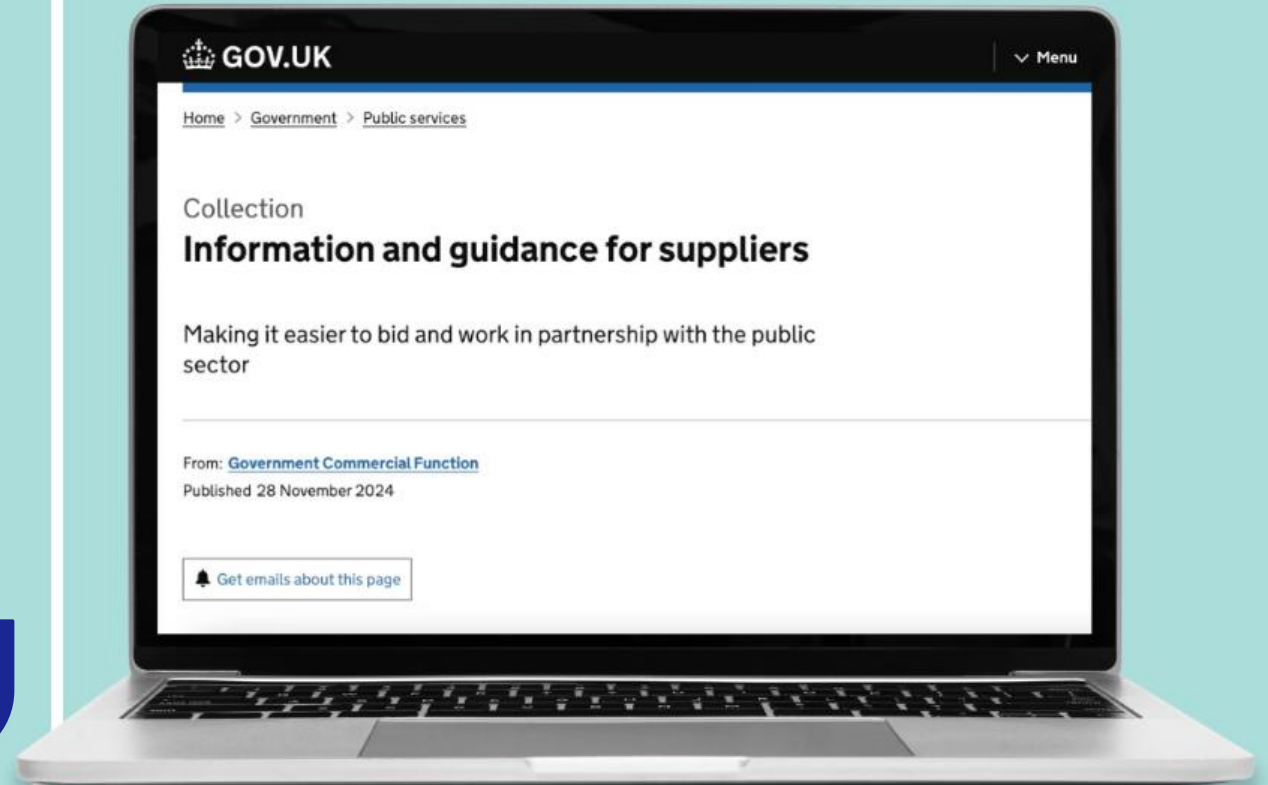 GOV.UK
Menu
Home > Government > Public services
Collection
Information and guidance for suppliers
Making it easier to bid and work in partnership with the public
sector
From: Government Commercial Function
Published 28 November 2024
Get emails about this page